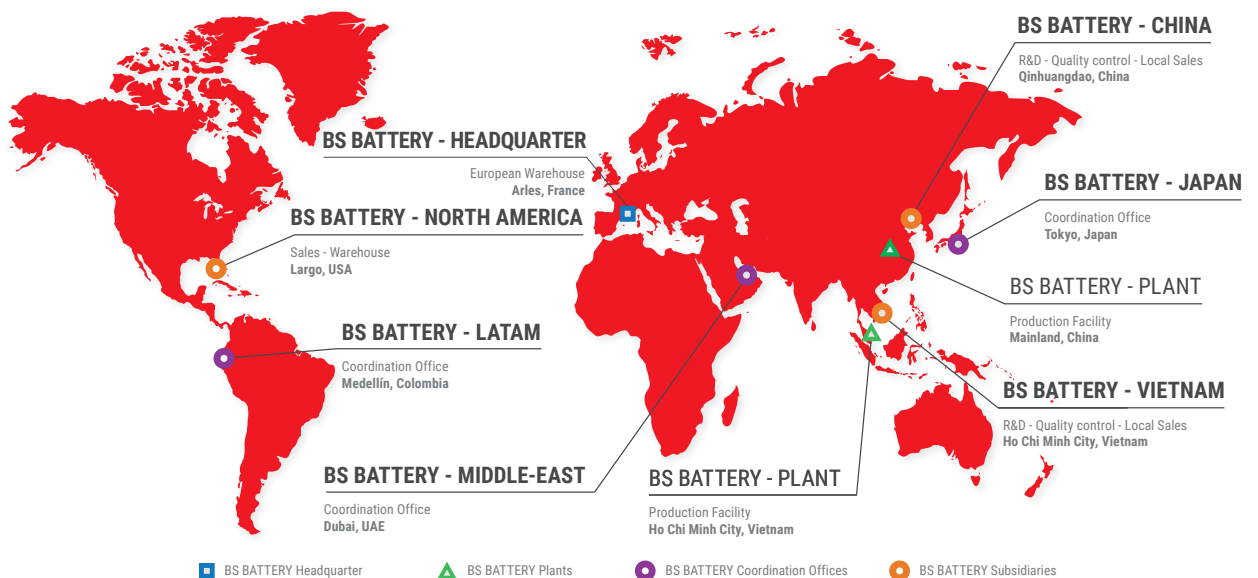 BS BATTERY - CHINA
R&D - Quality control - Local Sales
Qinhuangdao, China
BS BATTERY - HEADQUARTER
European Warehouse
Arles, France
BS BATTERY - JAPAN
Coordination Office
Tokyo, Japan
BS BATTERY - NORTH AMERICA
Sales - Warehouse
Largo, USA
BS BATTERY - PLANT
Production Facility
Mainland, China
BS BATTERY - LATAM
Coordination Office
Medellín, Colombia
BS BATTERY - VIETNAM
R&D - Quality control - Local Sales
Ho Chi Minh City, Vietnam
BS BATTERY - MIDDLE-EAST
Coordination Office
Dubai, UAE
BS BATTERY - PLANT
Production Facility
Ho Chi Minh City, Vietnam
BS BATTERY Headquarter
BS BATTERY Plants
BS BATTERY Coordination Offices
BS BATTERY Subsidiaries